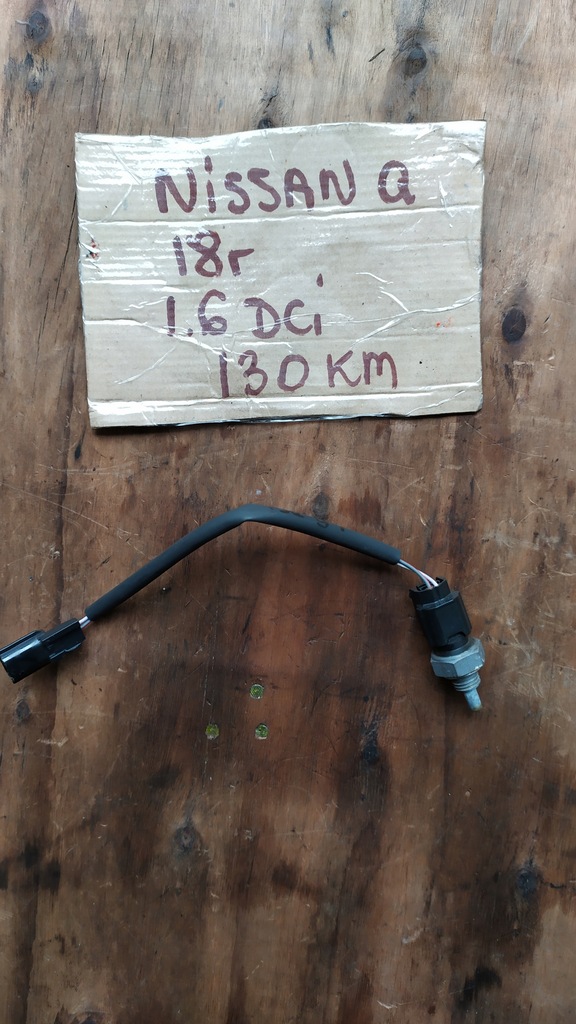 NiSSAN Q
18r
1.6 DCi
130 KM